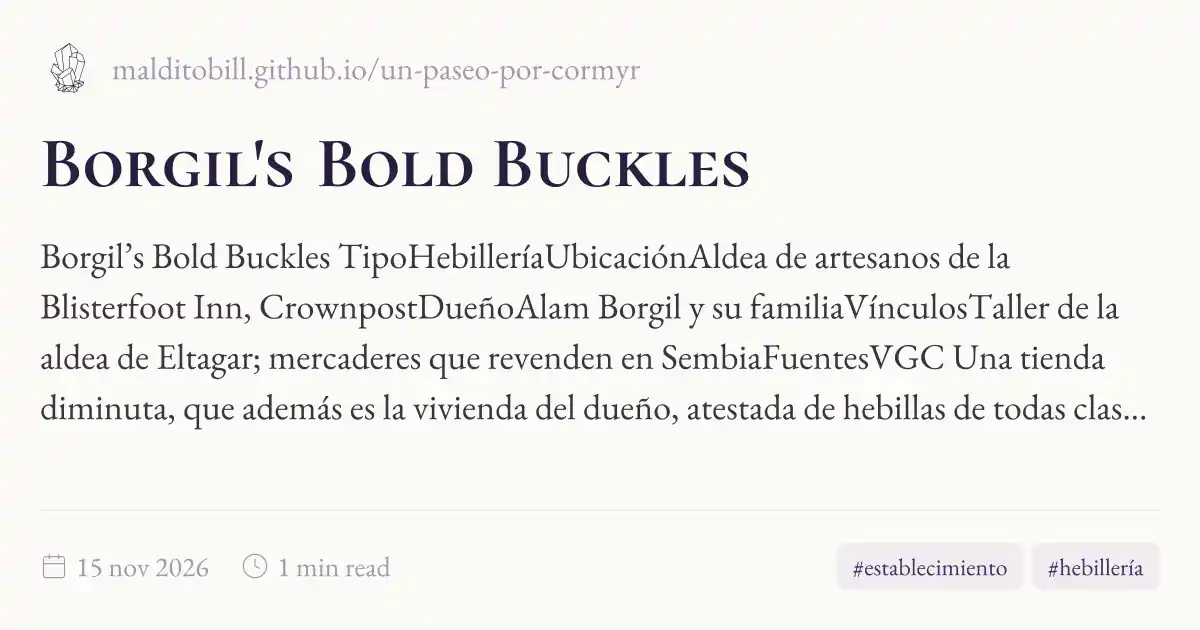 malditobill.github.io/un-paseo-por-cormyr
Borgil's Bold Buckles
Borgil’s Bold Buckles TipoHebilleríaUbicaciónAldea de artesanos de la
Blisterfoot Inn, CrownpostDueñoAlam Borgil y su familiaVínculosTaller de la
aldea de Eltagar; mercaderes que revenden en SembiaFuentesVGC Una tienda
diminuta, que además es la vivienda del dueño, atestada de hebillas de todas clas...
15 nov 2026 1 min read #establecimiento #hebillería